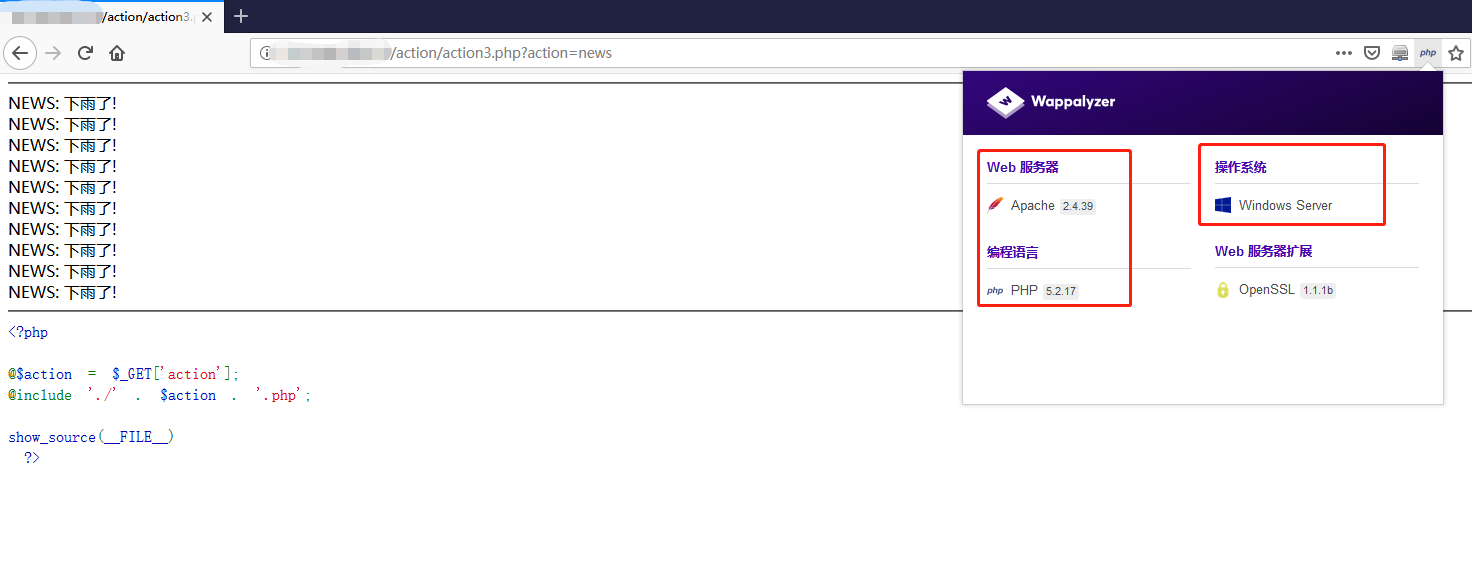 /action/action3.p
/action/action3.php?action=news
php
NEWS: 下雨了!
NEWS: 下雨了!
NEWS: 下雨了!
NEWS: 下雨了!
NEWS: 下雨了!
NEWS: 下雨了!
NEWS: 下雨了!
NEWS: 下雨了!
NEWS: 下雨了!
NEWS: 下雨了!
<?php
@$action = $_GET['action'];
@include './' . $action . '.php';
show_source(__FILE__)
?>
W Wappalyzer
Web 服务器
Apache 2.4.39
编程语言
php PHP 5.2.17
操作系统
Windows Server
Web 服务器扩展
OpenSSL 1.1.1b